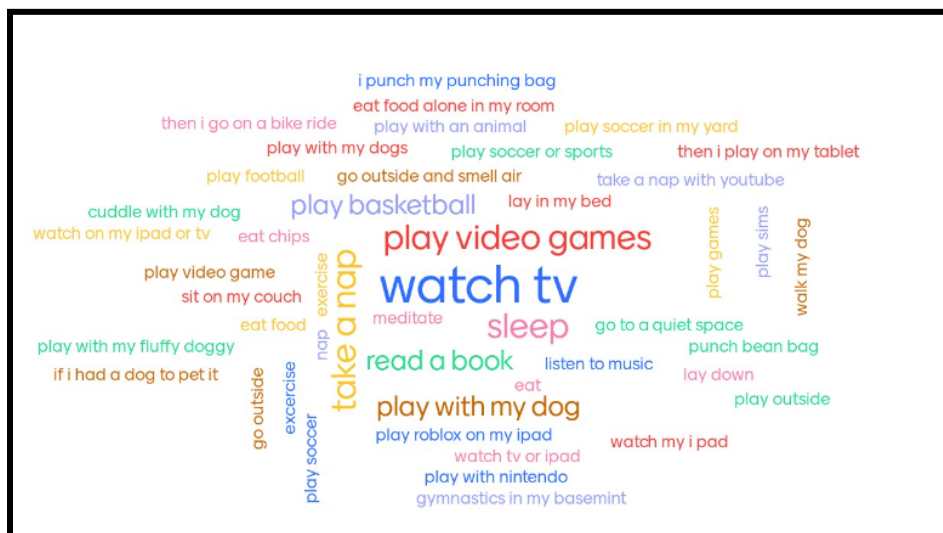 i punch my punching bag
eat food alone in my room
then i go on a bike ride
play with an animal
play soccer in my yard
play with my dogs
play soccer or sports
then i play on my tablet
play football
go outside and smell air
take a nap with youtube
cuddle with my dog
play basketball
lay in my bed
watch on my ipad or tv
eat chips
play video games
play games
play sims
walk my dog
play video game
exercise
take a nap
watch tv
sit on my couch
meditate
sleep
eat food
go to a quiet space
play with my fluffy doggy
nap
read a book
listen to music
punch bean bag
if i had a dog to pet it
eat
lay down
go outside
excercise
play with my dog
play outside
play soccer
play roblox on my ipad
watch my i pad
watch tv or ipad
play with nintendo
gymnastics in my basemint